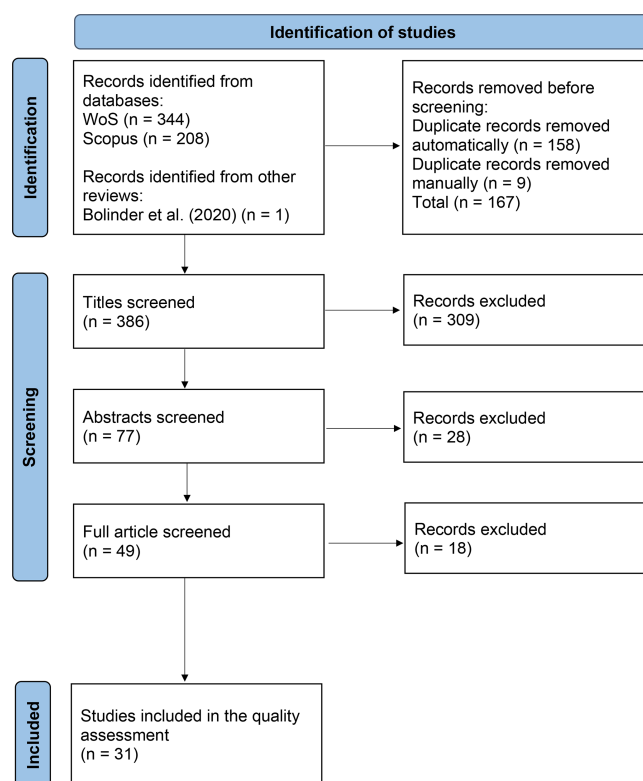 Identification of studies
Identification
Records identified from
databases:
WoS (n = 344)
Scopus (n = 208)
Records identified from other
reviews:
Bolinder et al. (2020) (n = 1)
Records removed before
screening:
Duplicate records removed
automatically (n = 158)
Duplicate records removed
manually (n = 9)
Total (n = 167)
Screening
Titles screened
(n = 386)
Records excluded
(n = 309)
Abstracts screened
(n = 77)
Records excluded
(n = 28)
Full article screened
(n = 49)
Records excluded
(n = 18)
Included
Studies included in the quality
assessment
(n = 31)